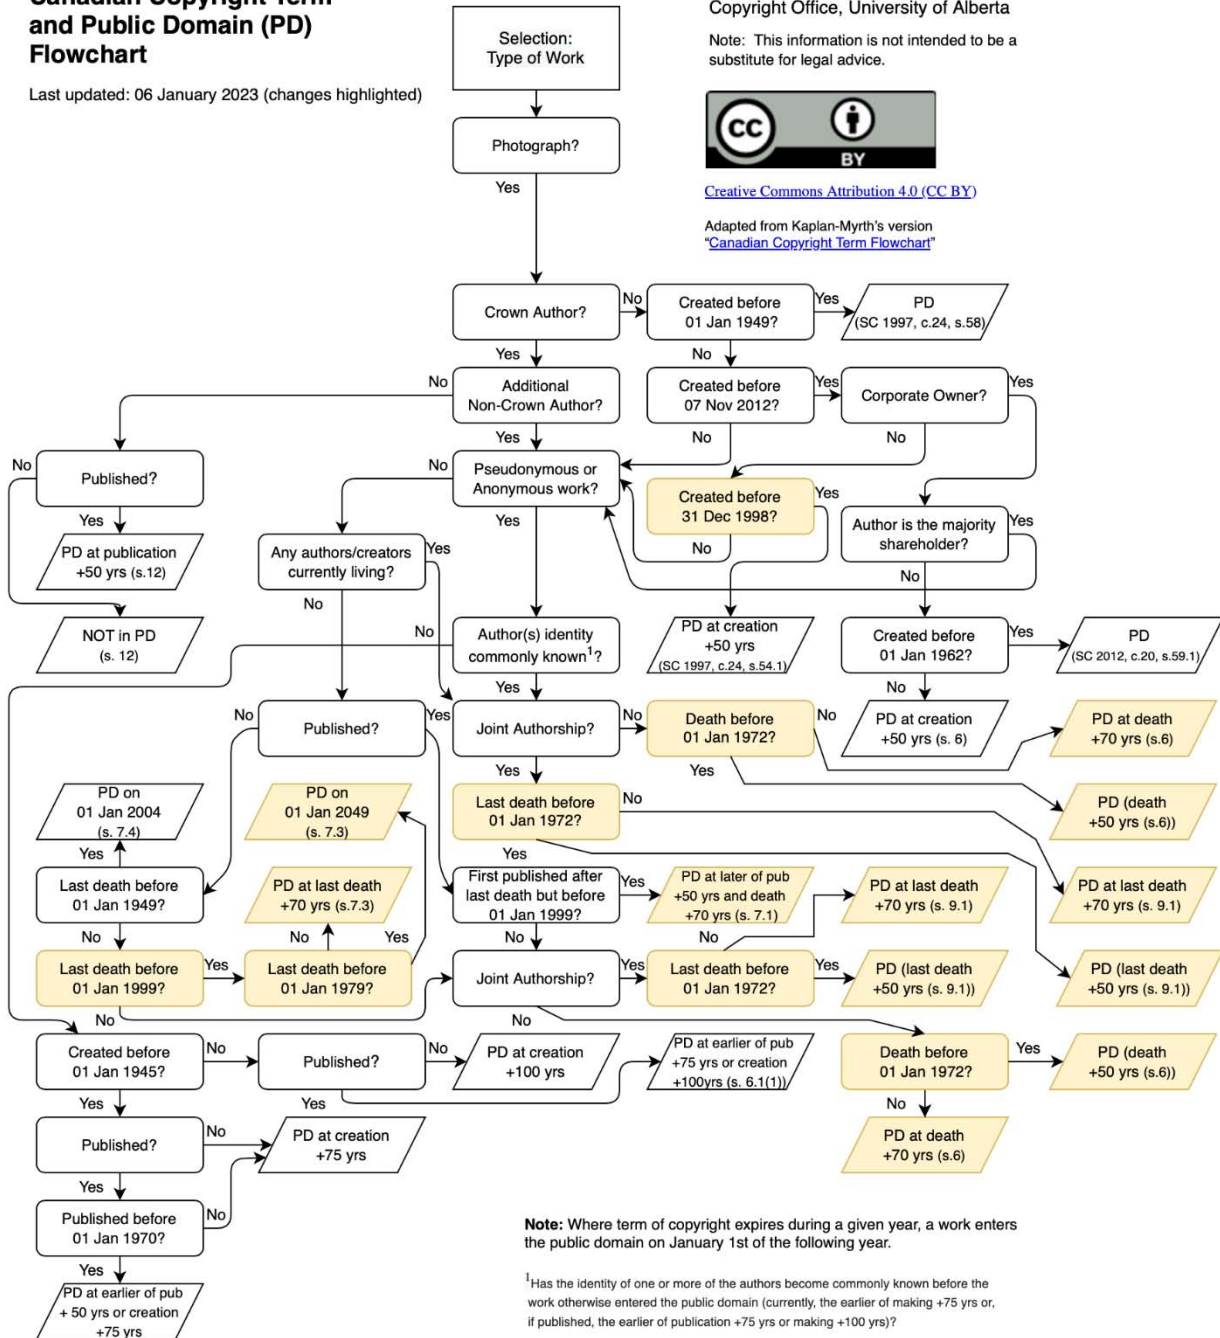 Canadian Copyright Term
and Public Domain (PD)
Flowchart
Last updated: 06 January 2023 (changes highlighted)
Selection:
Type of Work
Copyright Office, University of Alberta
Note: This information is not intended to be a
substitute for legal advice.
cc
BY
Creative Commons Attribution 4.0 (CC BY)
Adapted from Kaplan-Myrth's version
"Canadian Copyright Term Flowchart"
Photograph?
Yes
Crown Author?
No
Created before
01 Jan 1949?
Yes
PD
(SC 1997, c.24, s.58)
Yes
No
No
Additional
Non-Crown Author?
Created before
07 Nov 2012?
Yes
Corporate Owner?
Yes
Yes
No
No
No
Published?
No
Pseudonymous or
Anonymous work?
Created before
31 Dec 1998?
Yes
Author is the majority
shareholder?
Yes
Yes
Yes
No
No
PD at publication
+50 yrs (s.12)
Any authors/creators
currently living?
Yes
No
NOT in PD
(s. 12)
No
Author(s) identity
commonly known1?
PD at creation
+50 yrs
(SC 1997, c.24, s.54.1)
Created before
01 Jan 1962?
Yes
PD
(SC 2012, c.20, s.59.1)
Yes
No
No
Published?
Yes
Joint Authorship?
No
Death before
01 Jan 1972?
No
PD at creation
+50 yrs (s. 6)
PD at death
+70 yrs (s.6)
Yes
Yes
PD on
01 Jan 2004
(s. 7.4)
PD on
01 Jan 2049
(s. 7.3)
Last death before
01 Jan 1972?
No
PD (death
+50 yrs (s.6))
Yes
Yes
Last death before
01 Jan 1949?
PD at last death
+70 yrs (s.7.3)
First published after
last death but before
01 Jan 1999?
Yes
PD at later of pub
+50 yrs and death
+70 yrs (s. 7.1)
PD at last death
+70 yrs (s. 9.1)
PD at last death
+70 yrs (s. 9.1)
No
No
Yes
No
No
Last death before
01 Jan 1999?
Yes
Last death before
01 Jan 1979?
Joint Authorship?
Yes
Last death before
01 Jan 1972?
Yes
PD (last death
+50 yrs (s. 9.1))
PD (last death
+50 yrs (s. 9.1))
No
No
Created before
01 Jan 1945?
No
Published?
No
PD at creation
+100 yrs
PD at earlier of pub
+75 yrs or creation
+100yrs (s. 6.1(1))
Death before
01 Jan 1972?
Yes
PD (death
+50 yrs (s.6))
Yes
Yes
No
Published?
No
PD at creation
+75 yrs
PD at death
+70 yrs (s.6)
Yes
Published before
01 Jan 1970?
No
Yes
PD at earlier of pub
+ 50 yrs or creation
+75 yrs
Note: Where term of copyright expires during a given year, a work enters
the public domain on January 1st of the following year.
1Has the identity of one or more of the authors become commonly known before the
work otherwise entered the public domain (currently, the earlier of making +75 yrs or,
if published, the earlier of publication +75 yrs or making +100 yrs)?